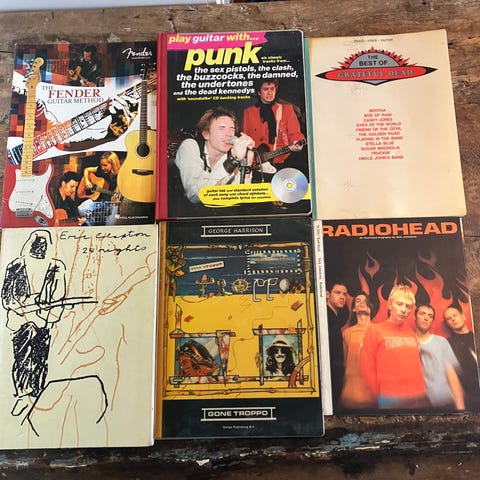 Fender
THE
FENDER
GUITAR METHOD
play guitar with...
punk
six classic
tracks from...
the sex pistols, the clash,
the buzzcocks, the damned,
the undertones
and the dead kennedys
with 'soundalike' CD backing tracks
guitar tab and standard notation
of each song with chord symbols...
plus complete lyrics for vocalists
PIANO · VOICE · GUITAR
THE
BEST OF
GRATEFUL DEAD
BERTHA
BOX OF RAIN
CASEY JONES
EYES OF THE WORLD
FRIEND OF THE DEVIL
THE GOLDEN ROAD
PLAYING IN THE BAND
STELLA BLUE
SUGAR MAGNOLIA
TRUCKIN'
UNCLE JOHN'S BAND
Eric Clapton
24 nights
GEORGE HARRISON
GONE TROPPO
RADIOHEAD